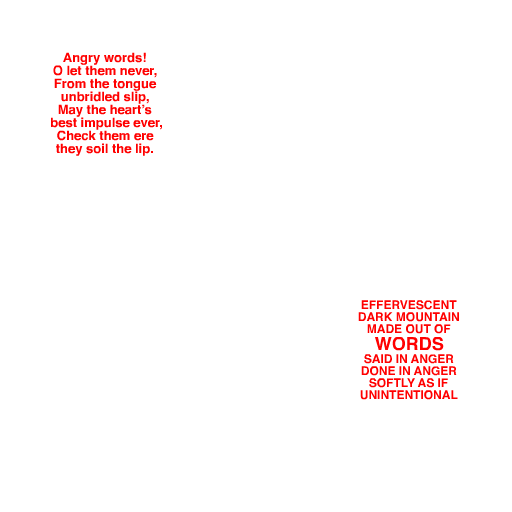 Angry words!
O let them never,
From the tongue
unbridled slip,
May the heart’s
best impulse ever,
Check them ere
they soil the lip.
EFFERVESCENT
DARK MOUNTAIN
MADE OUT OF
WORDS
SAID IN ANGER
DONE IN ANGER
SOFTLY AS IF
UNINTENTIONAL